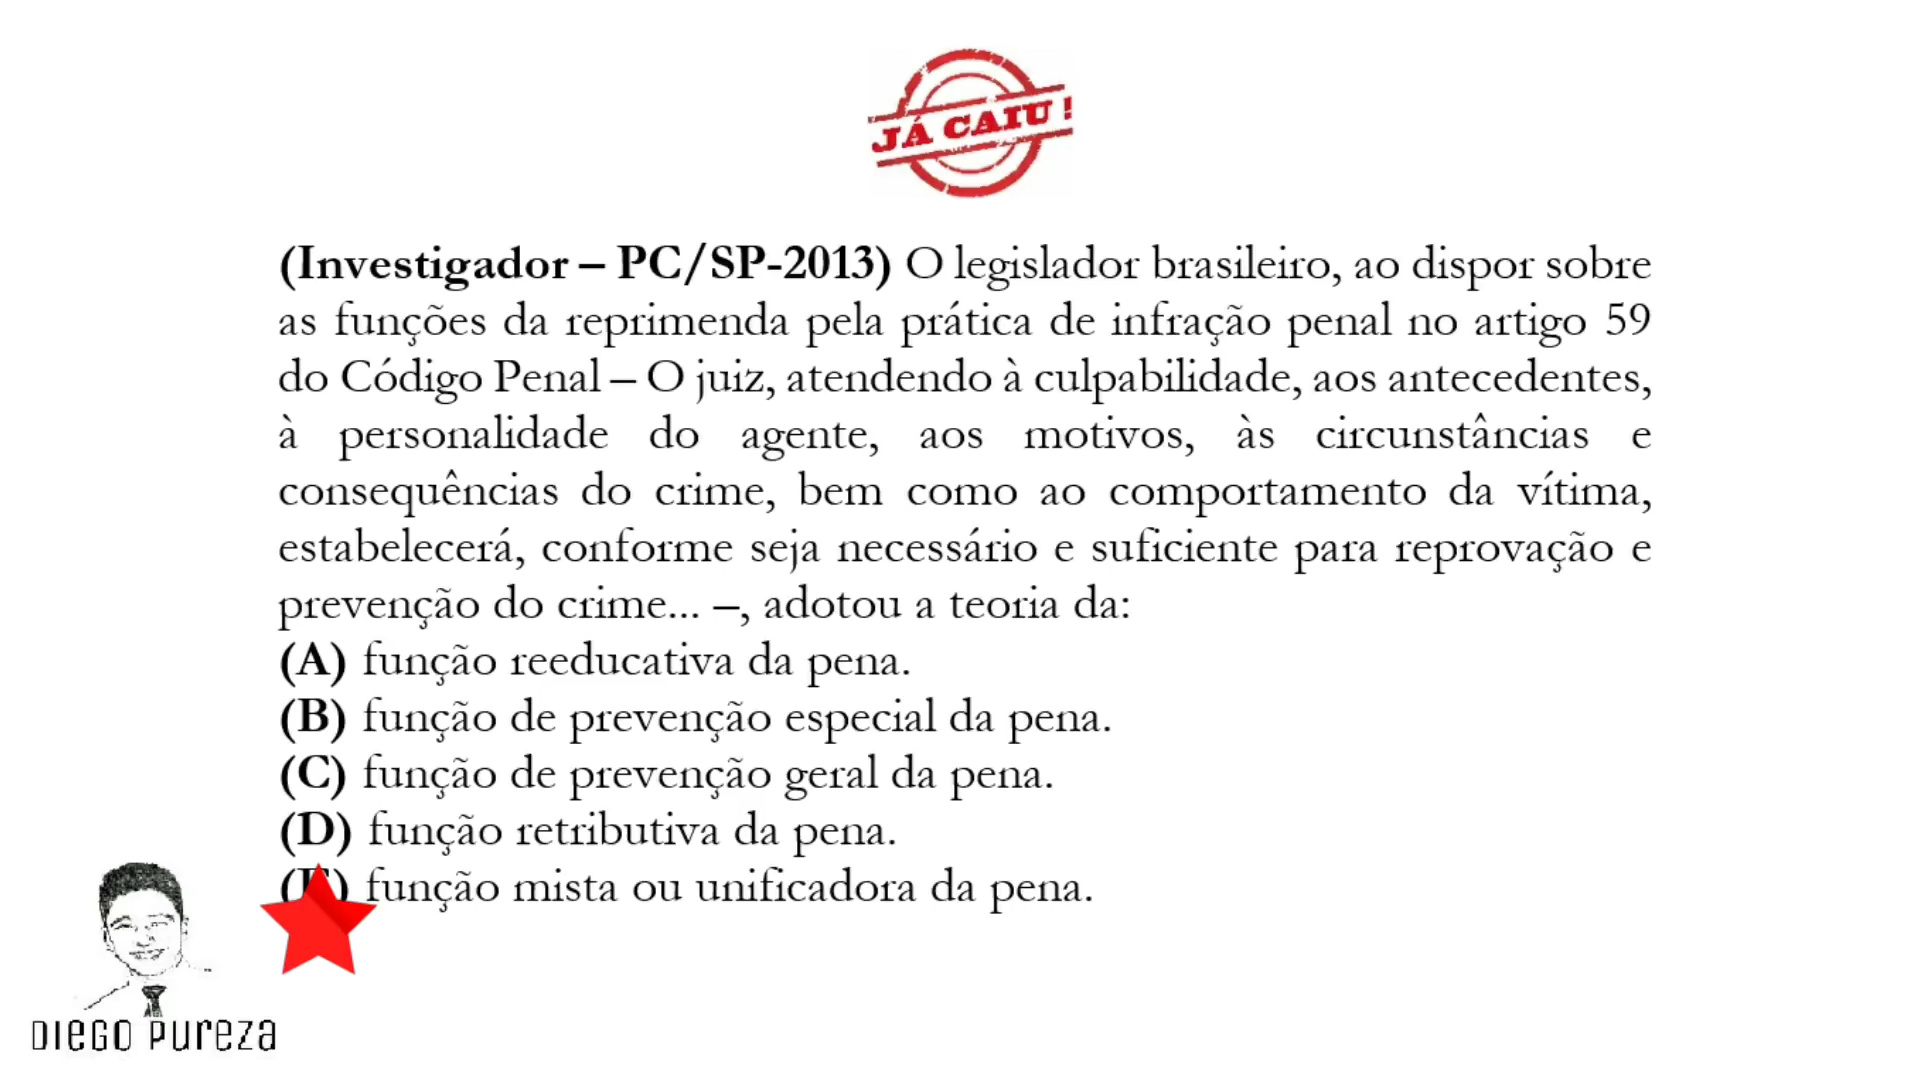 JÁ CAIU !
(Investigador – PC/SP-2013) O legislador brasileiro, ao dispor sobre
as funções da reprimenda pela prática de infração penal no artigo 59
do Código Penal – O juiz, atendendo à culpabilidade, aos antecedentes,
à personalidade do agente, aos motivos, às circunstâncias e
consequências do crime, bem como ao comportamento da vítima,
estabelecerá, conforme seja necessário e suficiente para reprovação e
prevenção do crime... –, adotou a teoria da:
(A) função reeducativa da pena.
(B) função de prevenção especial da pena.
(C) função de prevenção geral da pena.
(D) função retributiva da pena.
(E) função mista ou unificadora da pena.
DIEGO PUREZA